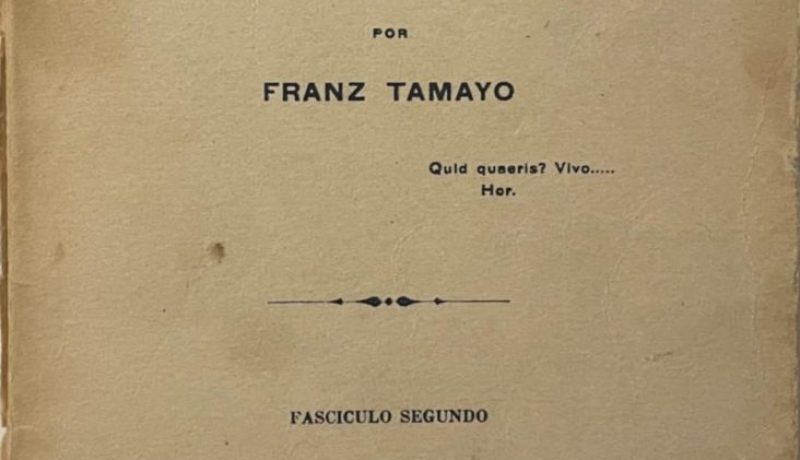 POR
FRANZ TAMAYO
Quid quaeris? Vivo.....
Hor.
FASCICULO SEGUNDO